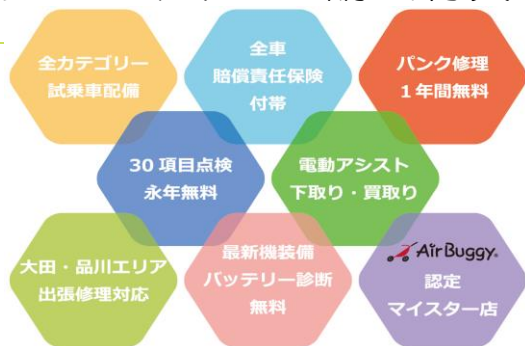 全カテゴリー
試乗車配備
全車
賠償責任保険
付帯
パンク修理
1年間無料
30項目点検
永年無料
電動アシスト
下取り・買取り
大田・品川エリア
出張修理対応
最新機装備
バッテリー診断
無料
AirBuggy®
認定
マイスター店